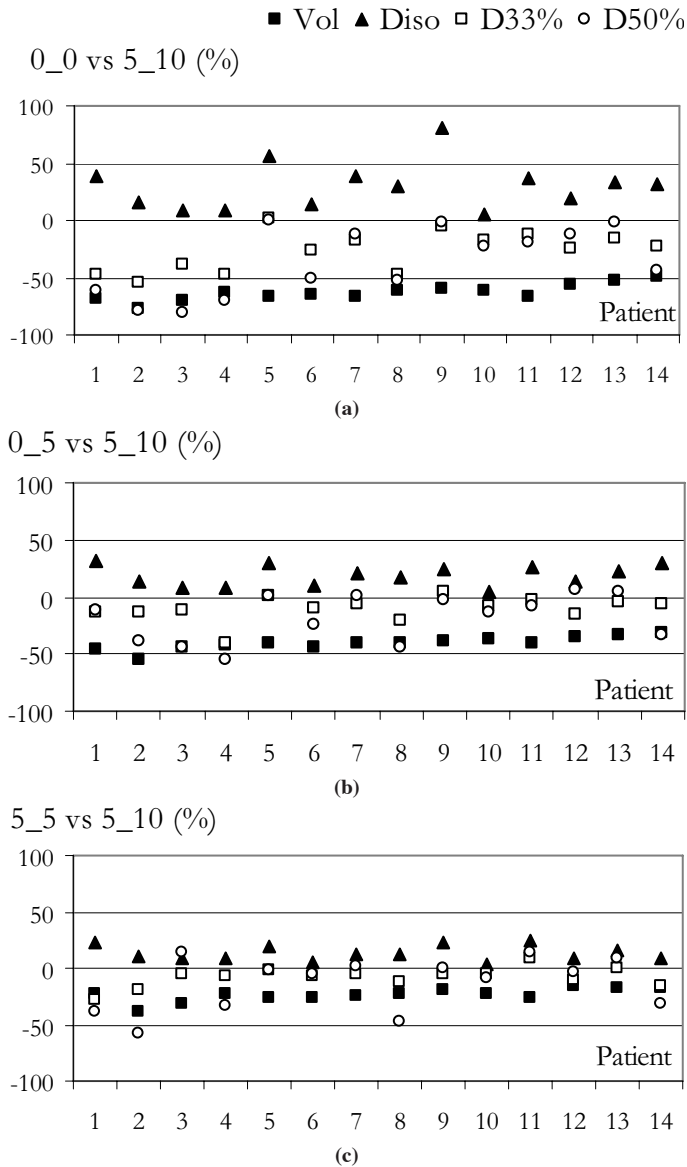 ■ Vol ▲ Diso □ D33% ○ D50%
0_0 vs 5_10 (%)
100
50
0
-50
-100
Patient
1 2 3 4 5 6 7 8 9 10 11 12 13 14
(a)
0_5 vs 5_10 (%)
100
50
0
-50
-100
Patient
1 2 3 4 5 6 7 8 9 10 11 12 13 14
(b)
5_5 vs 5_10 (%)
100
50
0
-50
-100
Patient
1 2 3 4 5 6 7 8 9 10 11 12 13 14
(c)